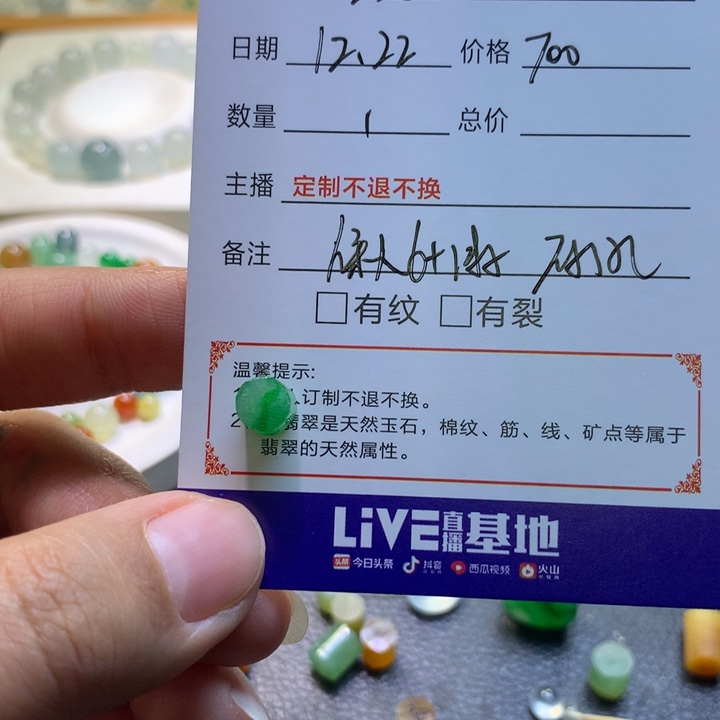 日期 12.22 价格 700
数量 1 总价
主播 定制不退不换
备注
□有纹 □有裂
温馨提示:
人订制不退不换。
2 翡翠是天然玉石，棉纹、筋、线、矿点等属于
翡翠的天然属性。
LiVE直播基地
头条 今日头条 抖音 西瓜视频 火山